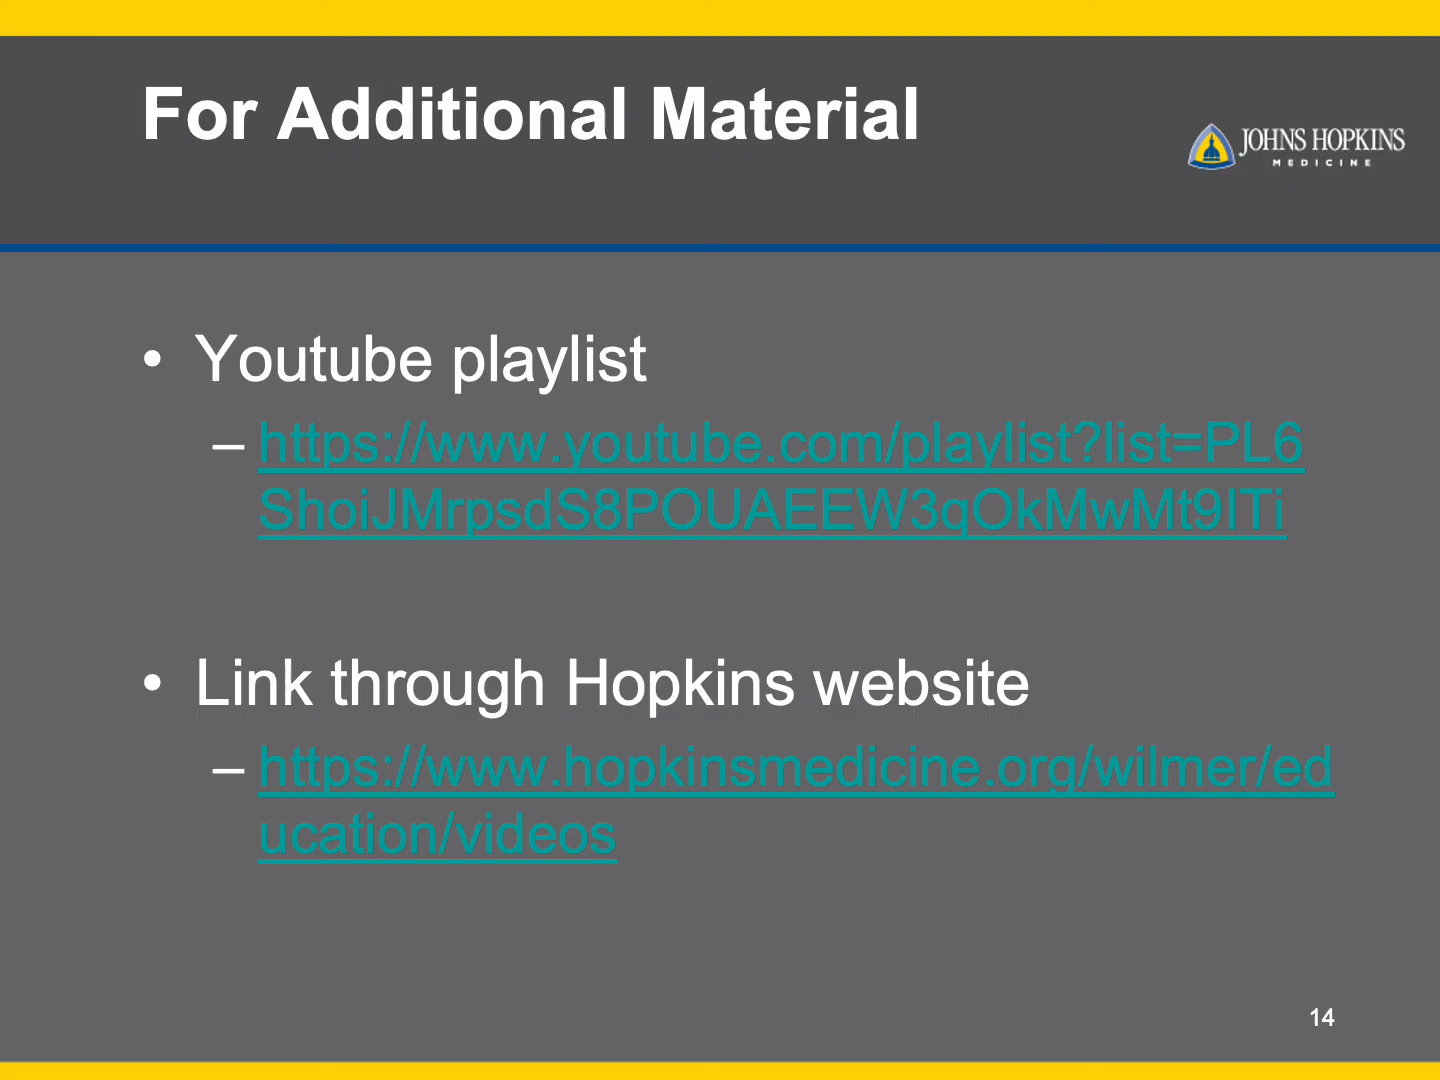 For Additional Material
JOHNS HOPKINS
MEDICINE
• Youtube playlist
– https://www.youtube.com/playlist?list=PL6
ShoiJMrpsdS8POUAEEW3qOkMwMt9ITi
• Link through Hopkins website
– https://www.hopkinsmedicine.org/wilmer/ed
ucation/videos
14